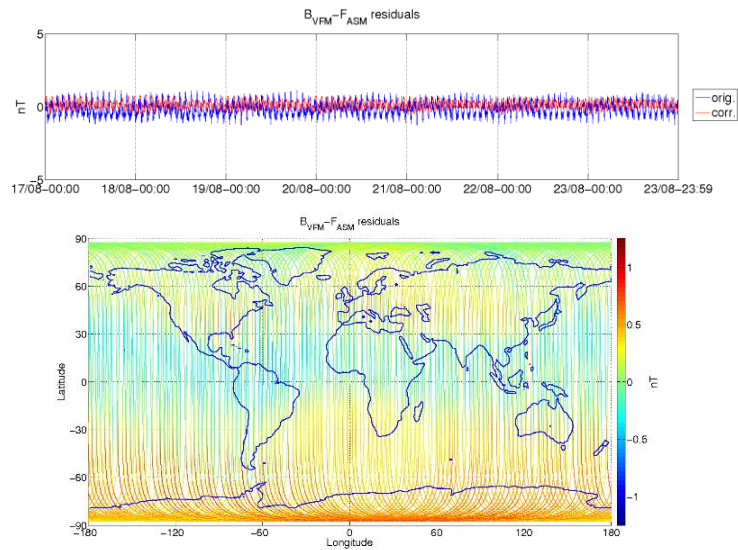 B_VFM−F_ASM residuals
5
0
−5
nT
17/08−00:00 18/08−00:00 19/08−00:00 20/08−00:00 21/08−00:00 22/08−00:00 23/08−00:00 23/08−23:59
orig.
corr.
B_VFM−F_ASM residuals
90
60
30
0
−30
−60
−90
Latitude
−180 −120 −60 0 60 120 180
Longitude
1
0.5
0
−0.5
−1
nT